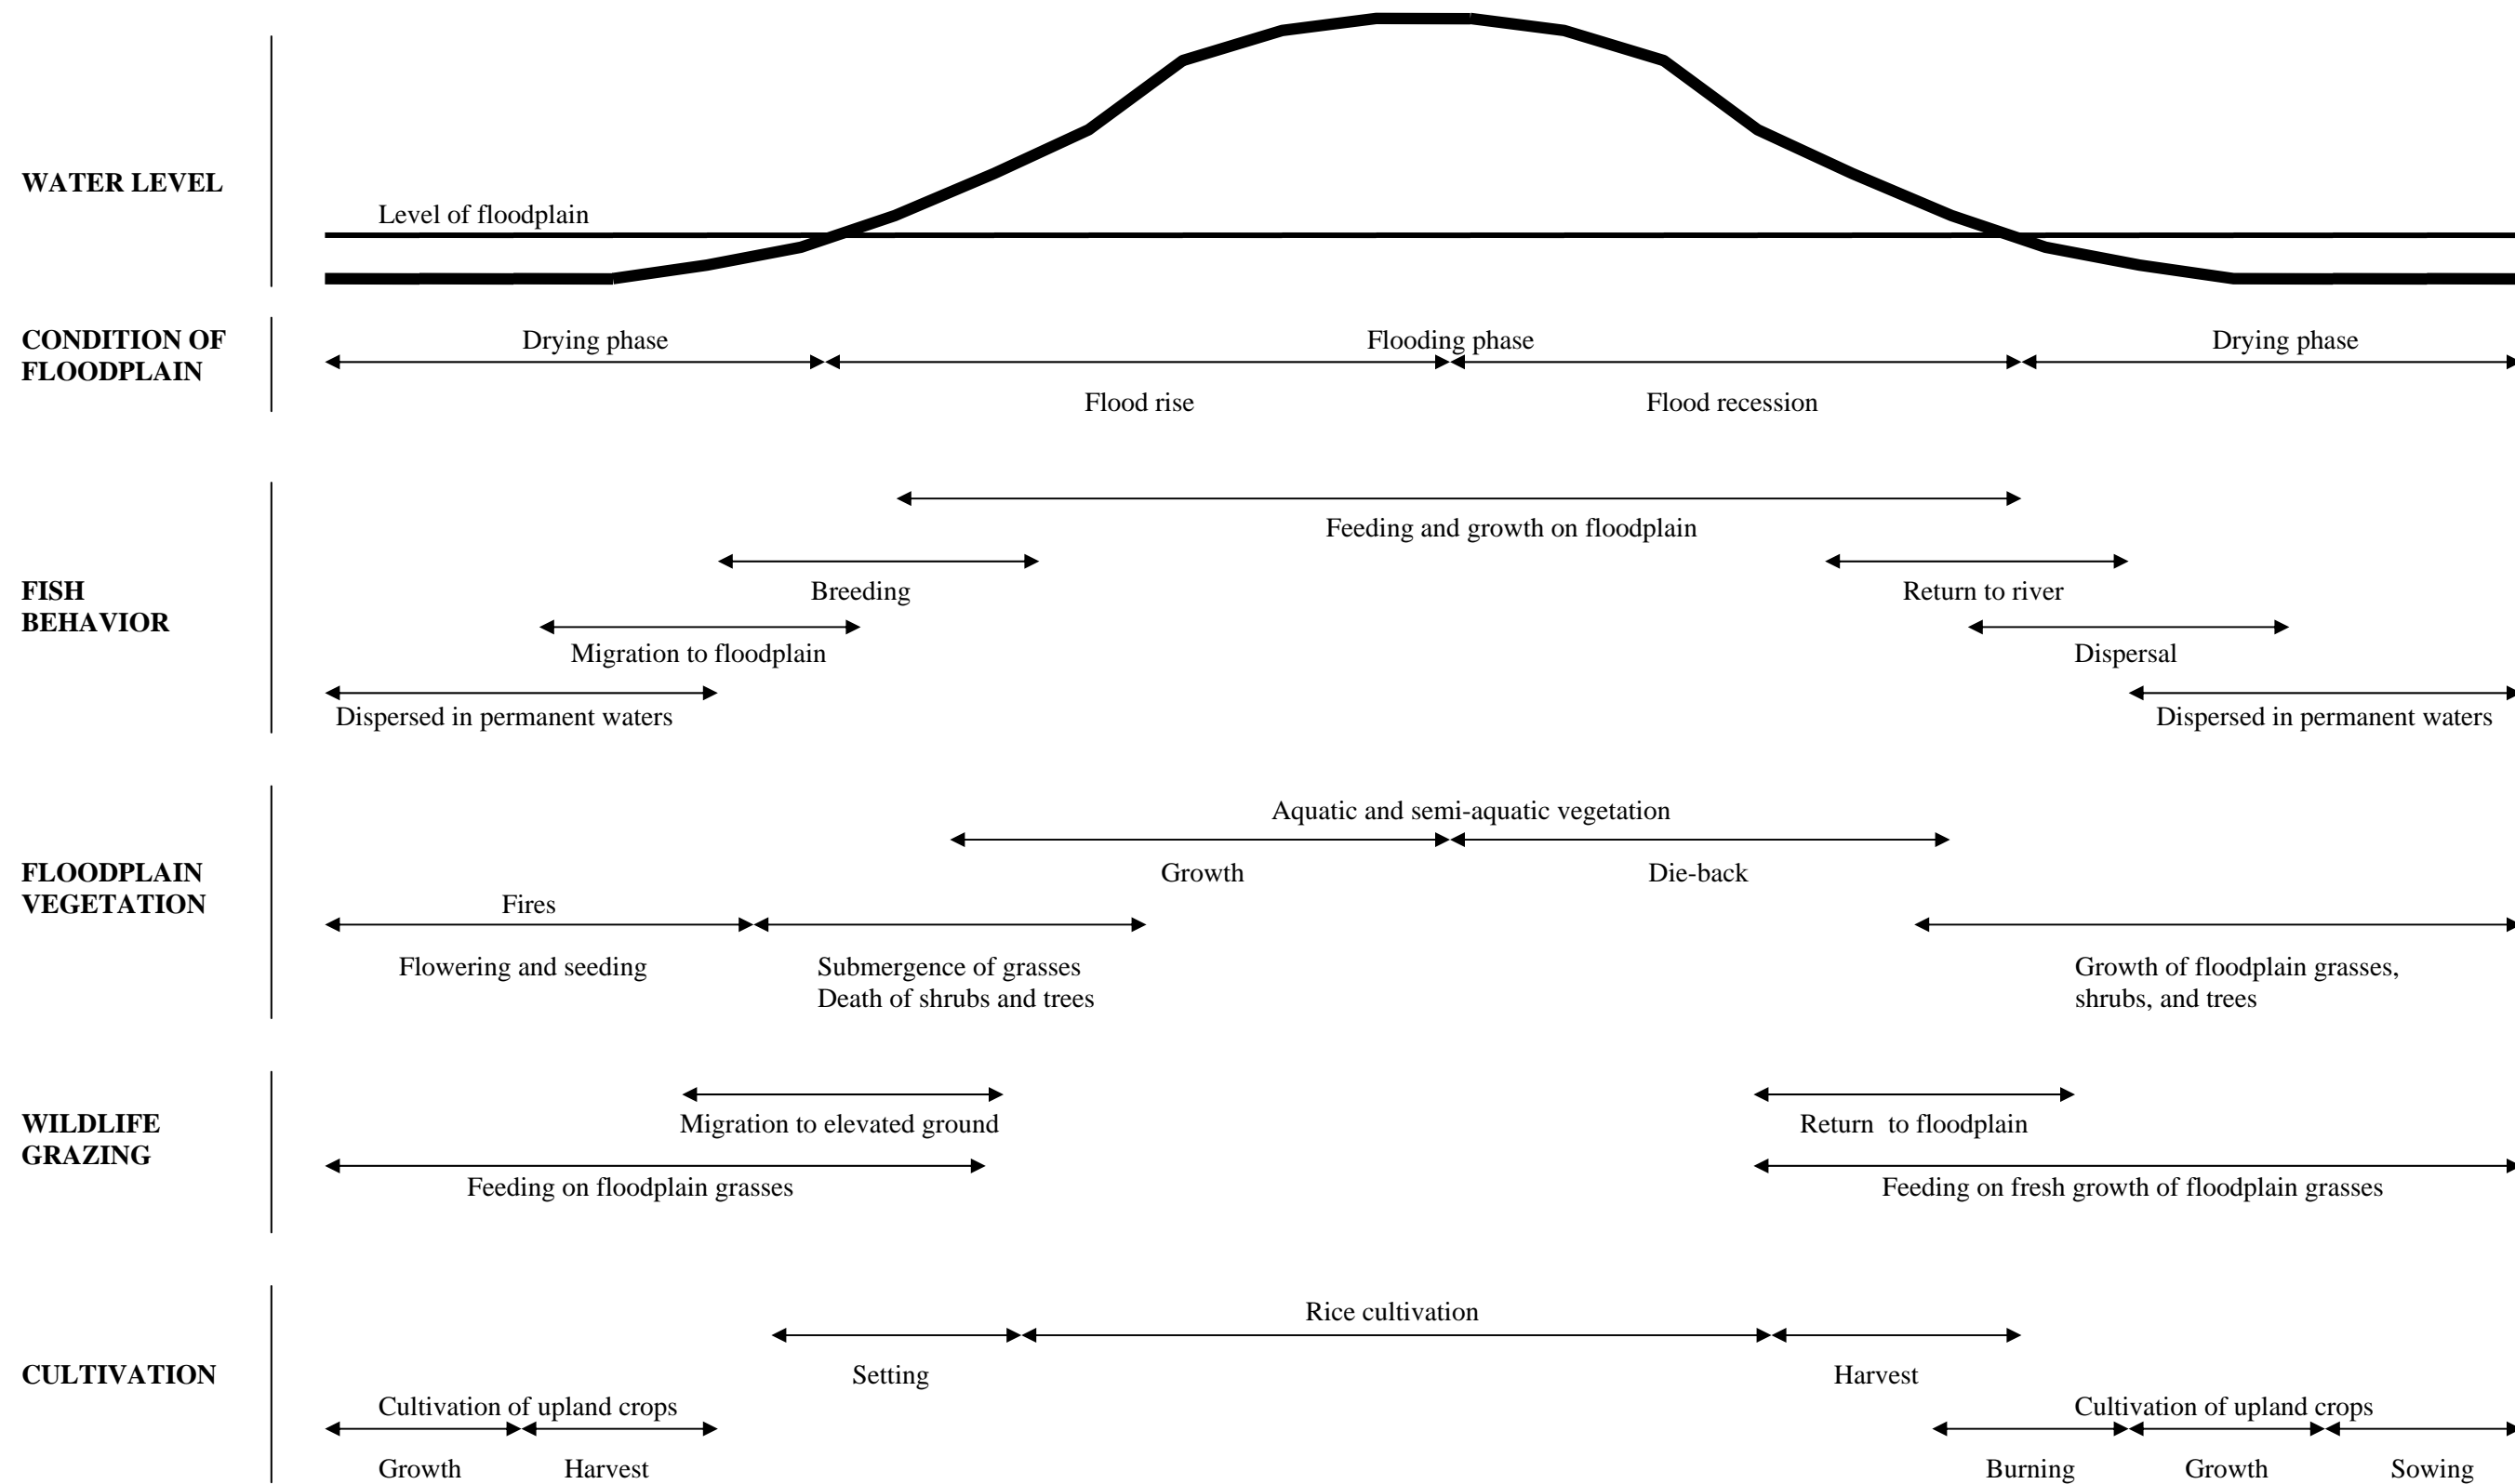 WATER LEVEL
Level of floodplain
CONDITION OF
FLOODPLAIN
Drying phase
Flooding phase
Drying phase
Flood rise
Flood recession
FISH
BEHAVIOR
Feeding and growth on floodplain
Breeding
Return to river
Migration to floodplain
Dispersal
Dispersed in permanent waters
Dispersed in permanent waters
FLOODPLAIN
VEGETATION
Aquatic and semi-aquatic vegetation
Growth
Die-back
Fires
Flowering and seeding
Submergence of grasses
Death of shrubs and trees
Growth of floodplain grasses,
shrubs, and trees
WILDLIFE
GRAZING
Migration to elevated ground
Return to floodplain
Feeding on floodplain grasses
Feeding on fresh growth of floodplain grasses
CULTIVATION
Rice cultivation
Setting
Harvest
Cultivation of upland crops
Cultivation of upland crops
Growth
Harvest
Burning
Growth
Sowing